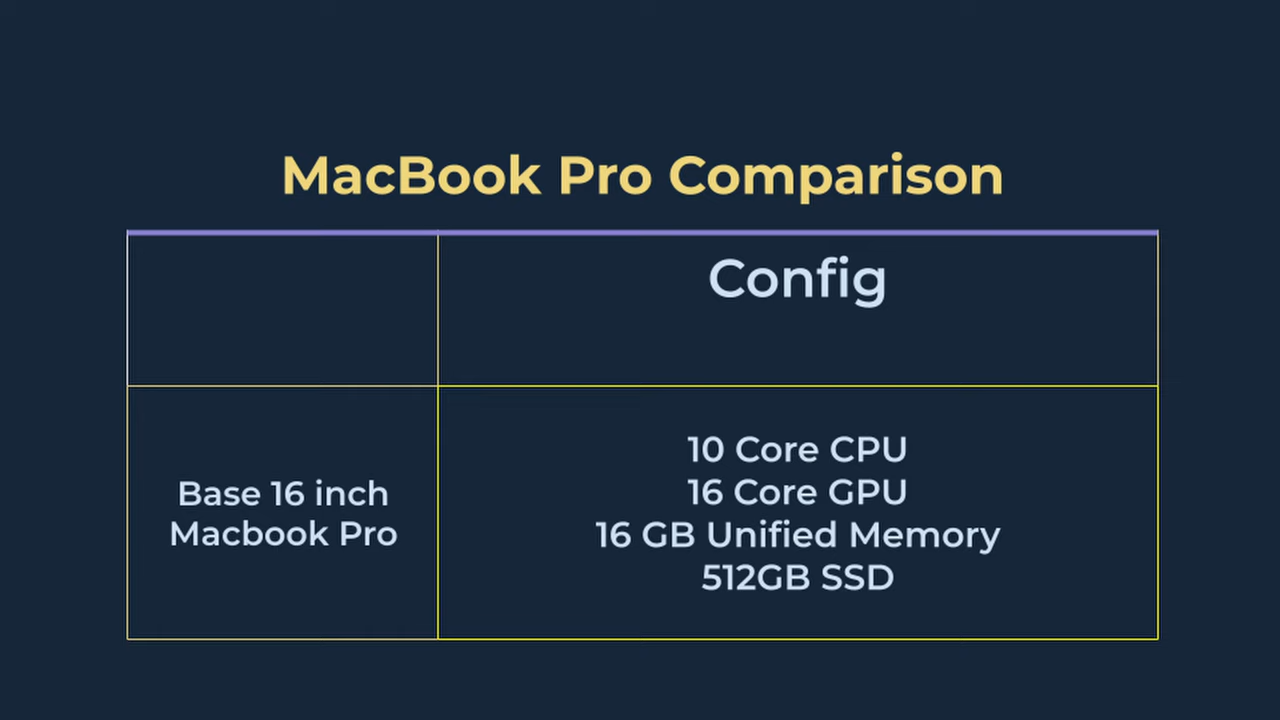 MacBook Pro Comparison
Config
Base 16 inch
Macbook Pro
10 Core CPU
16 Core GPU
16 GB Unified Memory
512GB SSD